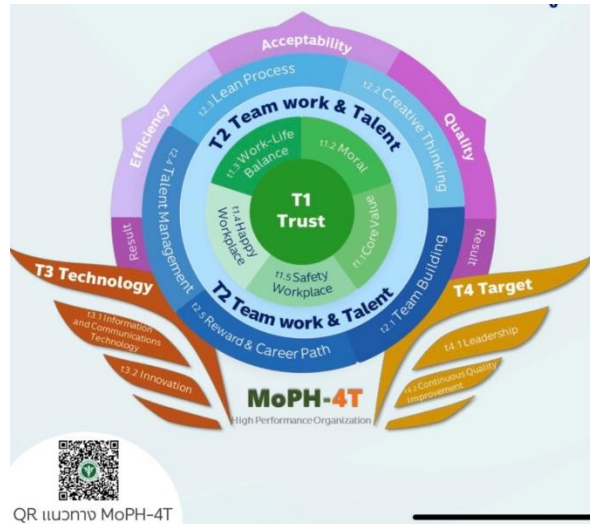 Acceptability
Efficiency
Quality
Result
Result
t2.3 Lean Process
t2.2 Creative Thinking
t2.4 Talent Management
t2.1 Team Building
t2.5 Reward & Career Path
T2 Team work & Talent
T2 Team work & Talent
t1.3 Work-Life
Balance
t1.2 Moral
t1.4 Happy
Workplace
t1.1 Core Value
t1.5 Safety
Workplace
T1
Trust
T3 Technology
t3.1 Information
and Communications
Technology
t3.2 Innovation
T4 Target
t4.1 Leadership
t4.2 Continuous Quality
Improvement
MoPH-4T
High Performance Organization
QR แนวทาง MoPH-4T